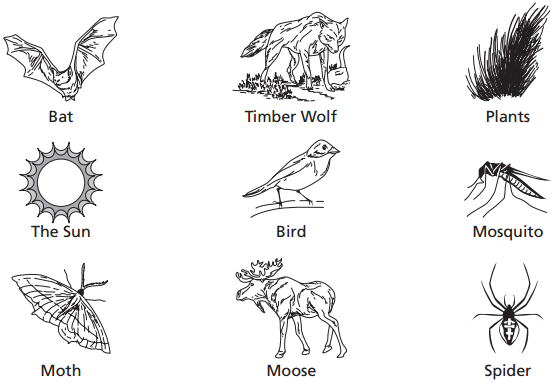 Bat
Timber Wolf
Plants
The Sun
Bird
Mosquito
Moth
Moose
Spider